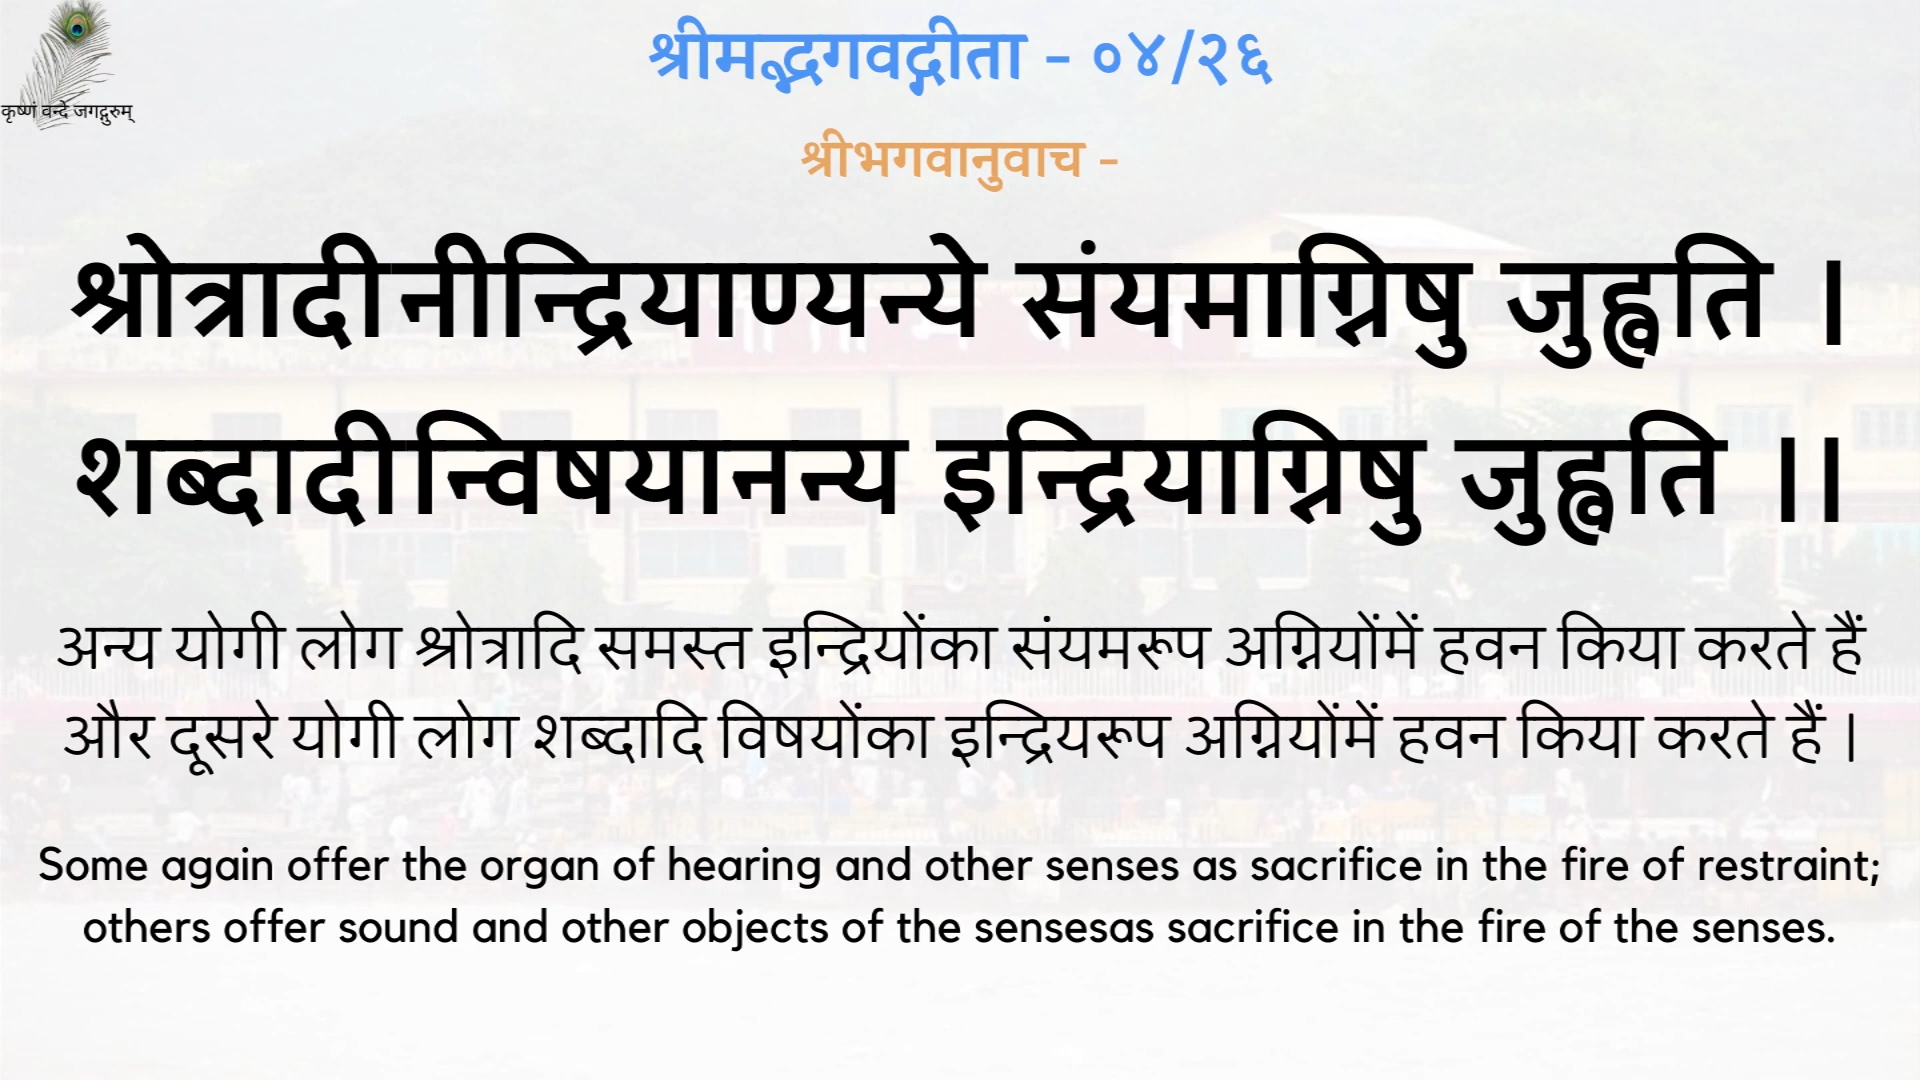 कृष्णं वन्दे जगद्गुरुम्
श्रीमद्भगवद्गीता - ०४/२६
श्रीभगवानुवाच -
श्रोत्रादीनीन्द्रियाण्यन्ये संयमाग्निषु जुह्वति ।
शब्दादीन्विषयानन्य इन्द्रियाग्निषु जुह्वति ।।
अन्य योगी लोग श्रोत्रादि समस्त इन्द्रियोंका संयमरूप अग्नियोंमें हवन किया करते हैं
और दूसरे योगी लोग शब्दादि विषयोंका इन्द्रियरूप अग्नियोंमें हवन किया करते हैं ।
Some again offer the organ of hearing and other senses as sacrifice in the fire of restraint;
others offer sound and other objects of the sensesas sacrifice in the fire of the senses.